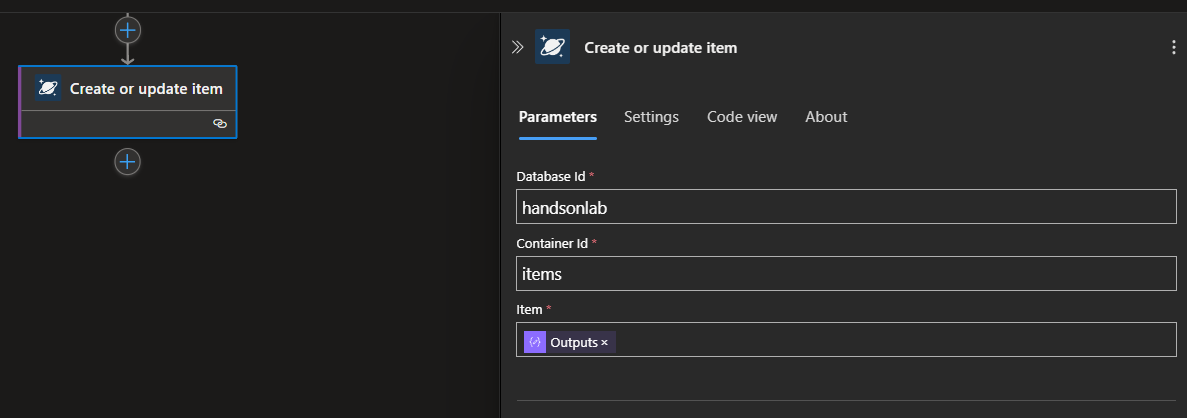 Create or update item
Create or update item
Parameters Settings Code view About
Database Id *
handsonlab
Container Id *
items
Item *
Outputs ×